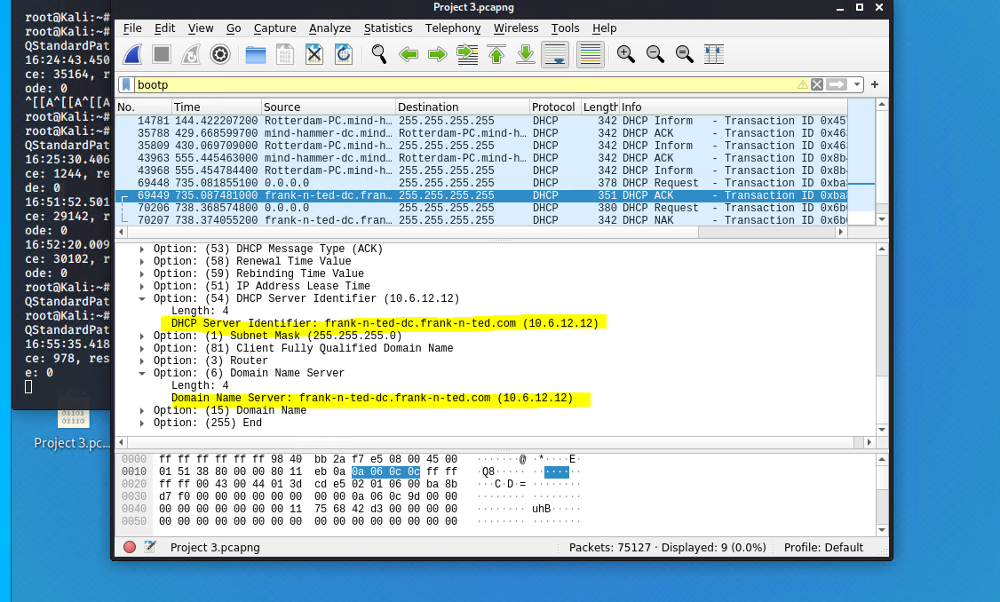 Project 3.pcapng
root@Kali:~#
root@Kali:~#
QStandardPat
16:24:43.450
ce: 35164, r
ode: 0
^[[A^[[A^[[A
root@Kali:~#
QStandardPat
16:25:30.406
ce: 1244, re
de: 0
16:51:52.501
ce: 29142, r
ode: 0
16:52:20.009
ce: 30102, r
ode: 0
root@Kali:~#
QStandardPat
root@Kali:~#
QStandardPat
16:55:35.418
ce: 978, res
e: 0
01101
01110
Project 3.pc...
File Edit View Go Capture Analyze Statistics Telephony Wireless Tools Help
bootp
No. Time Source Destination Protocol Length Info
14781 144.422207200 Rotterdam-PC.mind-h… 255.255.255.255 DHCP 342 DHCP Inform - Transaction ID 0x45
35788 429.668599700 mind-hammer-dc.mind… Rotterdam-PC.mind-h… DHCP 342 DHCP ACK - Transaction ID 0x46
35809 430.069709000 Rotterdam-PC.mind-h… 255.255.255.255 DHCP 342 DHCP Inform - Transaction ID 0x46
43963 555.445463000 mind-hammer-dc.mind… Rotterdam-PC.mind-h… DHCP 342 DHCP ACK - Transaction ID 0x8b
43968 555.454784400 Rotterdam-PC.mind-h… 255.255.255.255 DHCP 342 DHCP Inform - Transaction ID 0x8b
69448 735.081855100 0.0.0.0 255.255.255.255 DHCP 378 DHCP Request - Transaction ID 0xba
69449 735.087481000 frank-n-ted-dc.fran… 255.255.255.255 DHCP 351 DHCP ACK - Transaction ID 0xba
70206 738.368574800 0.0.0.0 255.255.255.255 DHCP 380 DHCP Request - Transaction ID 0x6b
70207 738.374055200 frank-n-ted-dc.fran… 255.255.255.255 DHCP 342 DHCP NAK - Transaction ID 0x6b
Option: (53) DHCP Message Type (ACK)
Option: (58) Renewal Time Value
Option: (59) Rebinding Time Value
Option: (51) IP Address Lease Time
Option: (54) DHCP Server Identifier (10.6.12.12)
Length: 4
DHCP Server Identifier: frank-n-ted-dc.frank-n-ted.com (10.6.12.12)
Option: (1) Subnet Mask (255.255.255.0)
Option: (81) Client Fully Qualified Domain Name
Option: (3) Router
Option: (6) Domain Name Server
Length: 4
Domain Name Server: frank-n-ted-dc.frank-n-ted.com (10.6.12.12)
Option: (15) Domain Name
Option: (255) End
0000 ff ff ff ff ff ff 98 40 bb 2a f7 e5 08 00 45 00 ·······@ ·*····E·
0010 01 51 38 80 00 00 80 11 eb 0a 0a 06 0c 0c ff ff ·Q8····· ········
0020 ff ff 00 43 00 44 01 3d cd e5 02 01 06 00 ba 8b ···C·D·= ········
0030 d7 f0 00 00 00 00 00 00 00 00 0a 06 0c 9d 00 00 ········ ········
0040 00 00 00 00 00 00 00 11 75 68 42 d3 00 00 00 00 ········ uhB·····
0050 00 00 00 00 00 00 00 00 00 00 00 00 00 00 00 00 ········ ········
Project 3.pcapng Packets: 75127 · Displayed: 9 (0.0%) Profile: Default